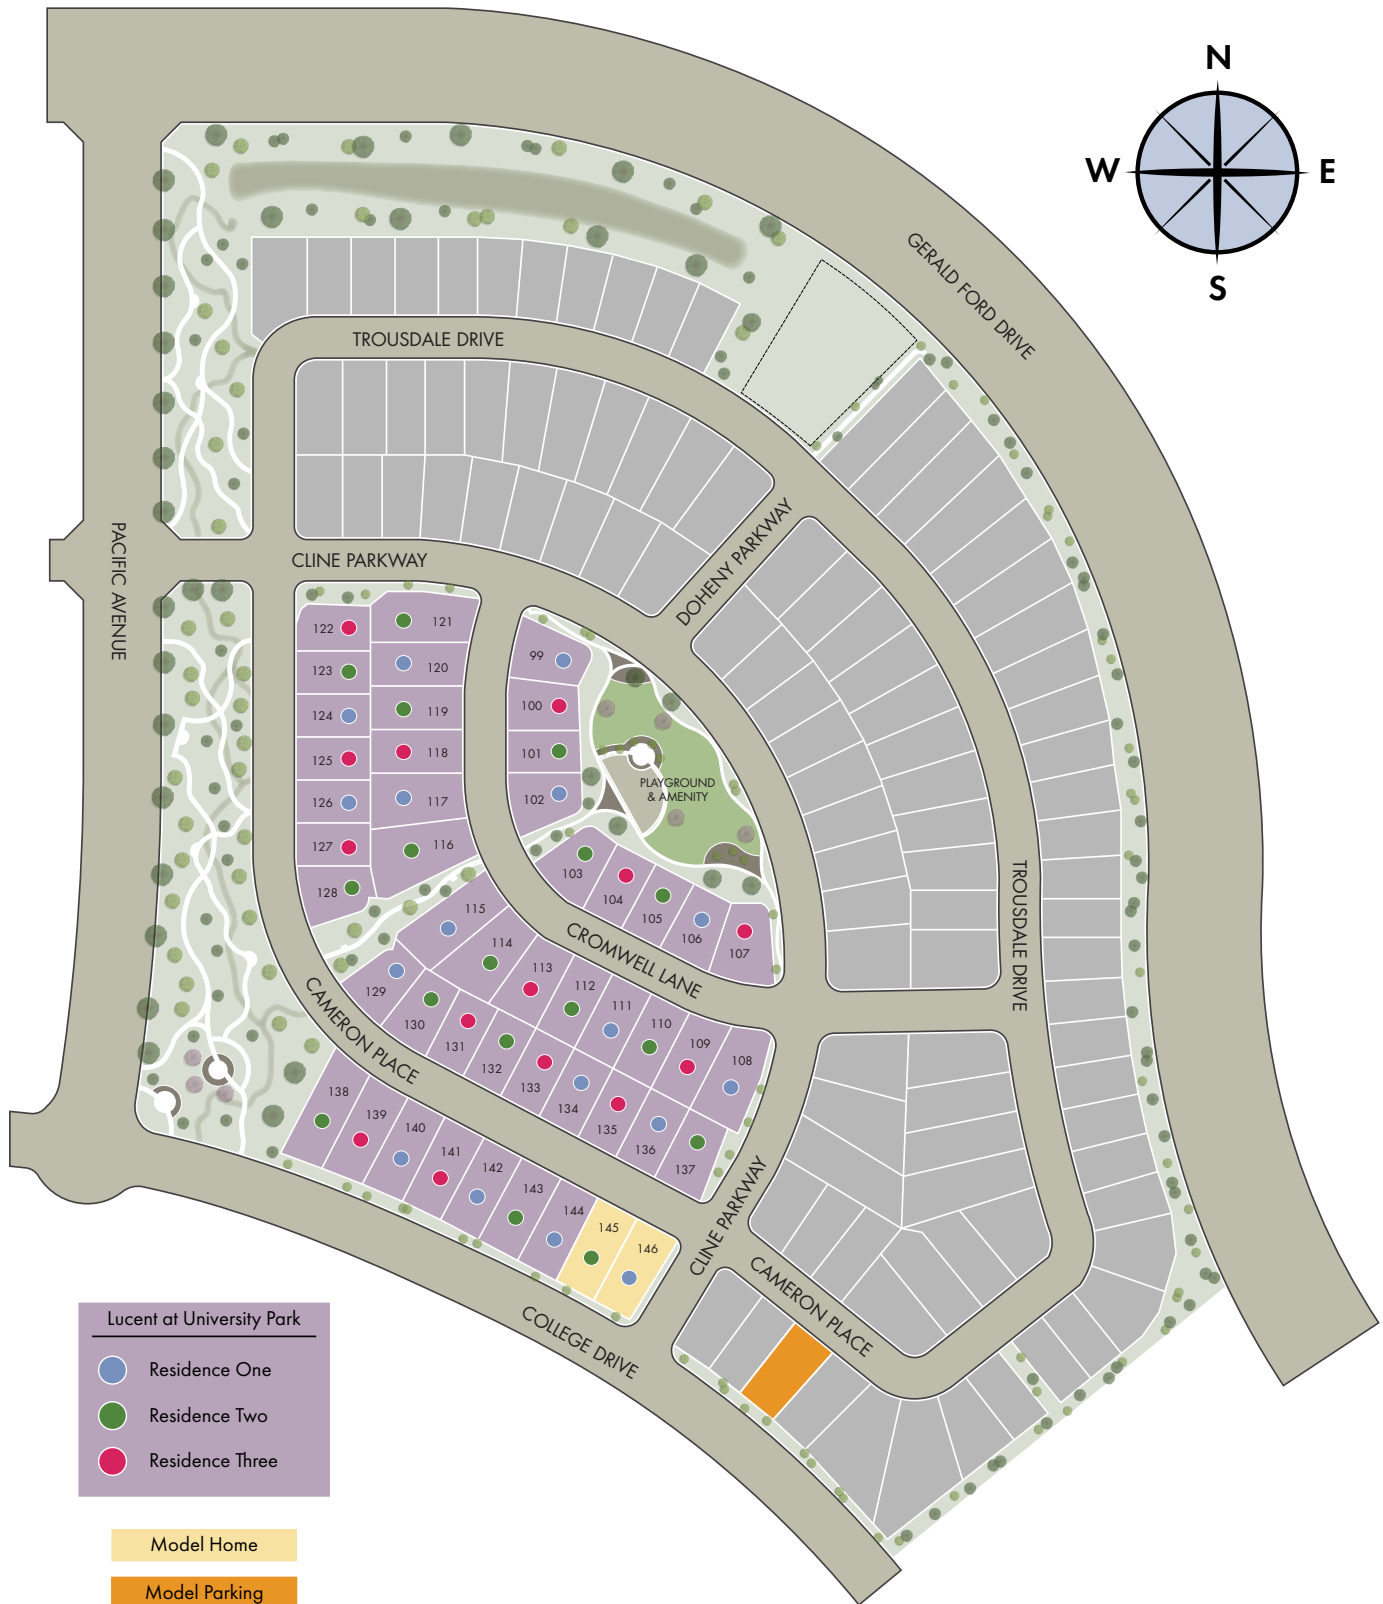 N
W
E
S
GERALD FORD DRIVE
TROUSDALE DRIVE
PACIFIC AVENUE
CLINE PARKWAY
DOHENY PARKWAY
122
121
123
120
124
119
125
118
126
117
127
116
128
99
100
101
102
PLAYGROUND
& AMENITY
103
104
105
106
107
TROUSDALE DRIVE
CROMWELL LANE
115
114
113
112
111
110
109
108
129
130
131
132
133
134
135
136
137
CAMERON PLACE
138
139
140
141
142
143
144
145
146
CLINE PARKWAY
CAMERON PLACE
COLLEGE DRIVE
Lucent at University Park
Residence One
Residence Two
Residence Three
Model Home
Model Parking